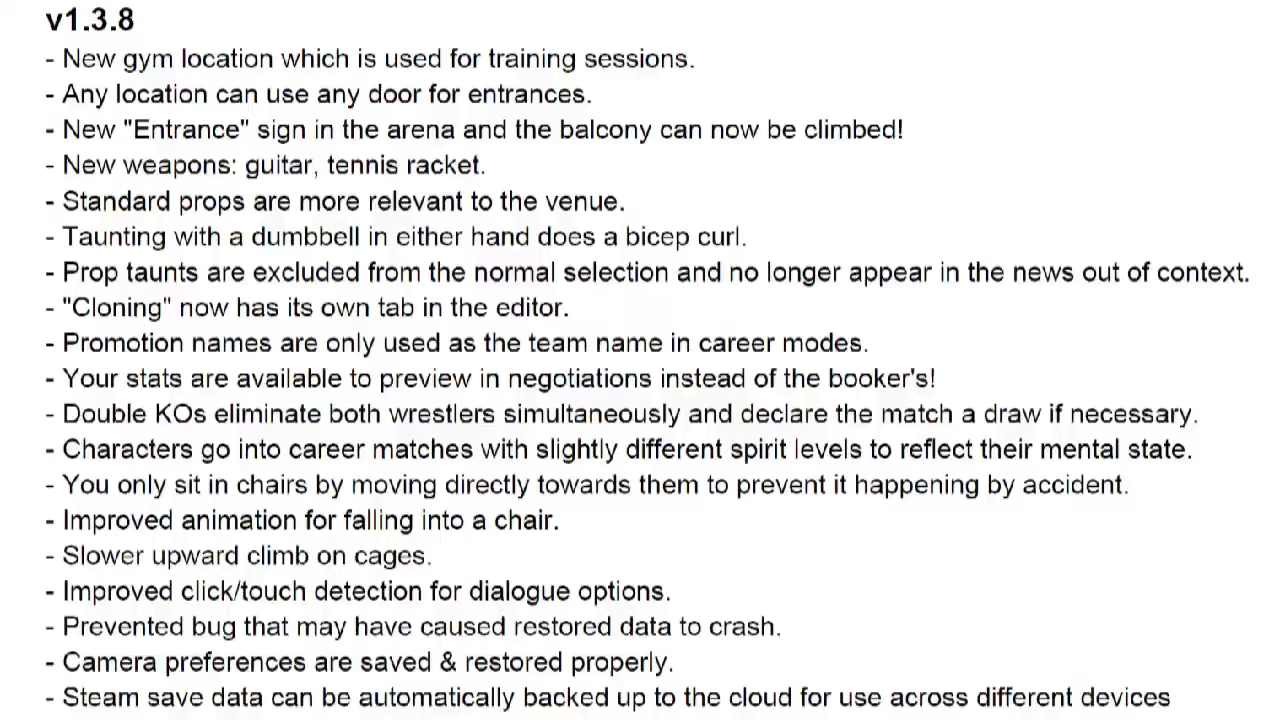 v1.3.8
- New gym location which is used for training sessions.
- Any location can use any door for entrances.
- New "Entrance" sign in the arena and the balcony can now be climbed!
- New weapons: guitar, tennis racket.
- Standard props are more relevant to the venue.
- Taunting with a dumbbell in either hand does a bicep curl.
- Prop taunts are excluded from the normal selection and no longer appear in the news out of context.
- "Cloning" now has its own tab in the editor.
- Promotion names are only used as the team name in career modes.
- Your stats are available to preview in negotiations instead of the booker's!
- Double KOs eliminate both wrestlers simultaneously and declare the match a draw if necessary.
- Characters go into career matches with slightly different spirit levels to reflect their mental state.
- You only sit in chairs by moving directly towards them to prevent it happening by accident.
- Improved animation for falling into a chair.
- Slower upward climb on cages.
- Improved click/touch detection for dialogue options.
- Prevented bug that may have caused restored data to crash.
- Camera preferences are saved & restored properly.
- Steam save data can be automatically backed up to the cloud for use across different devices